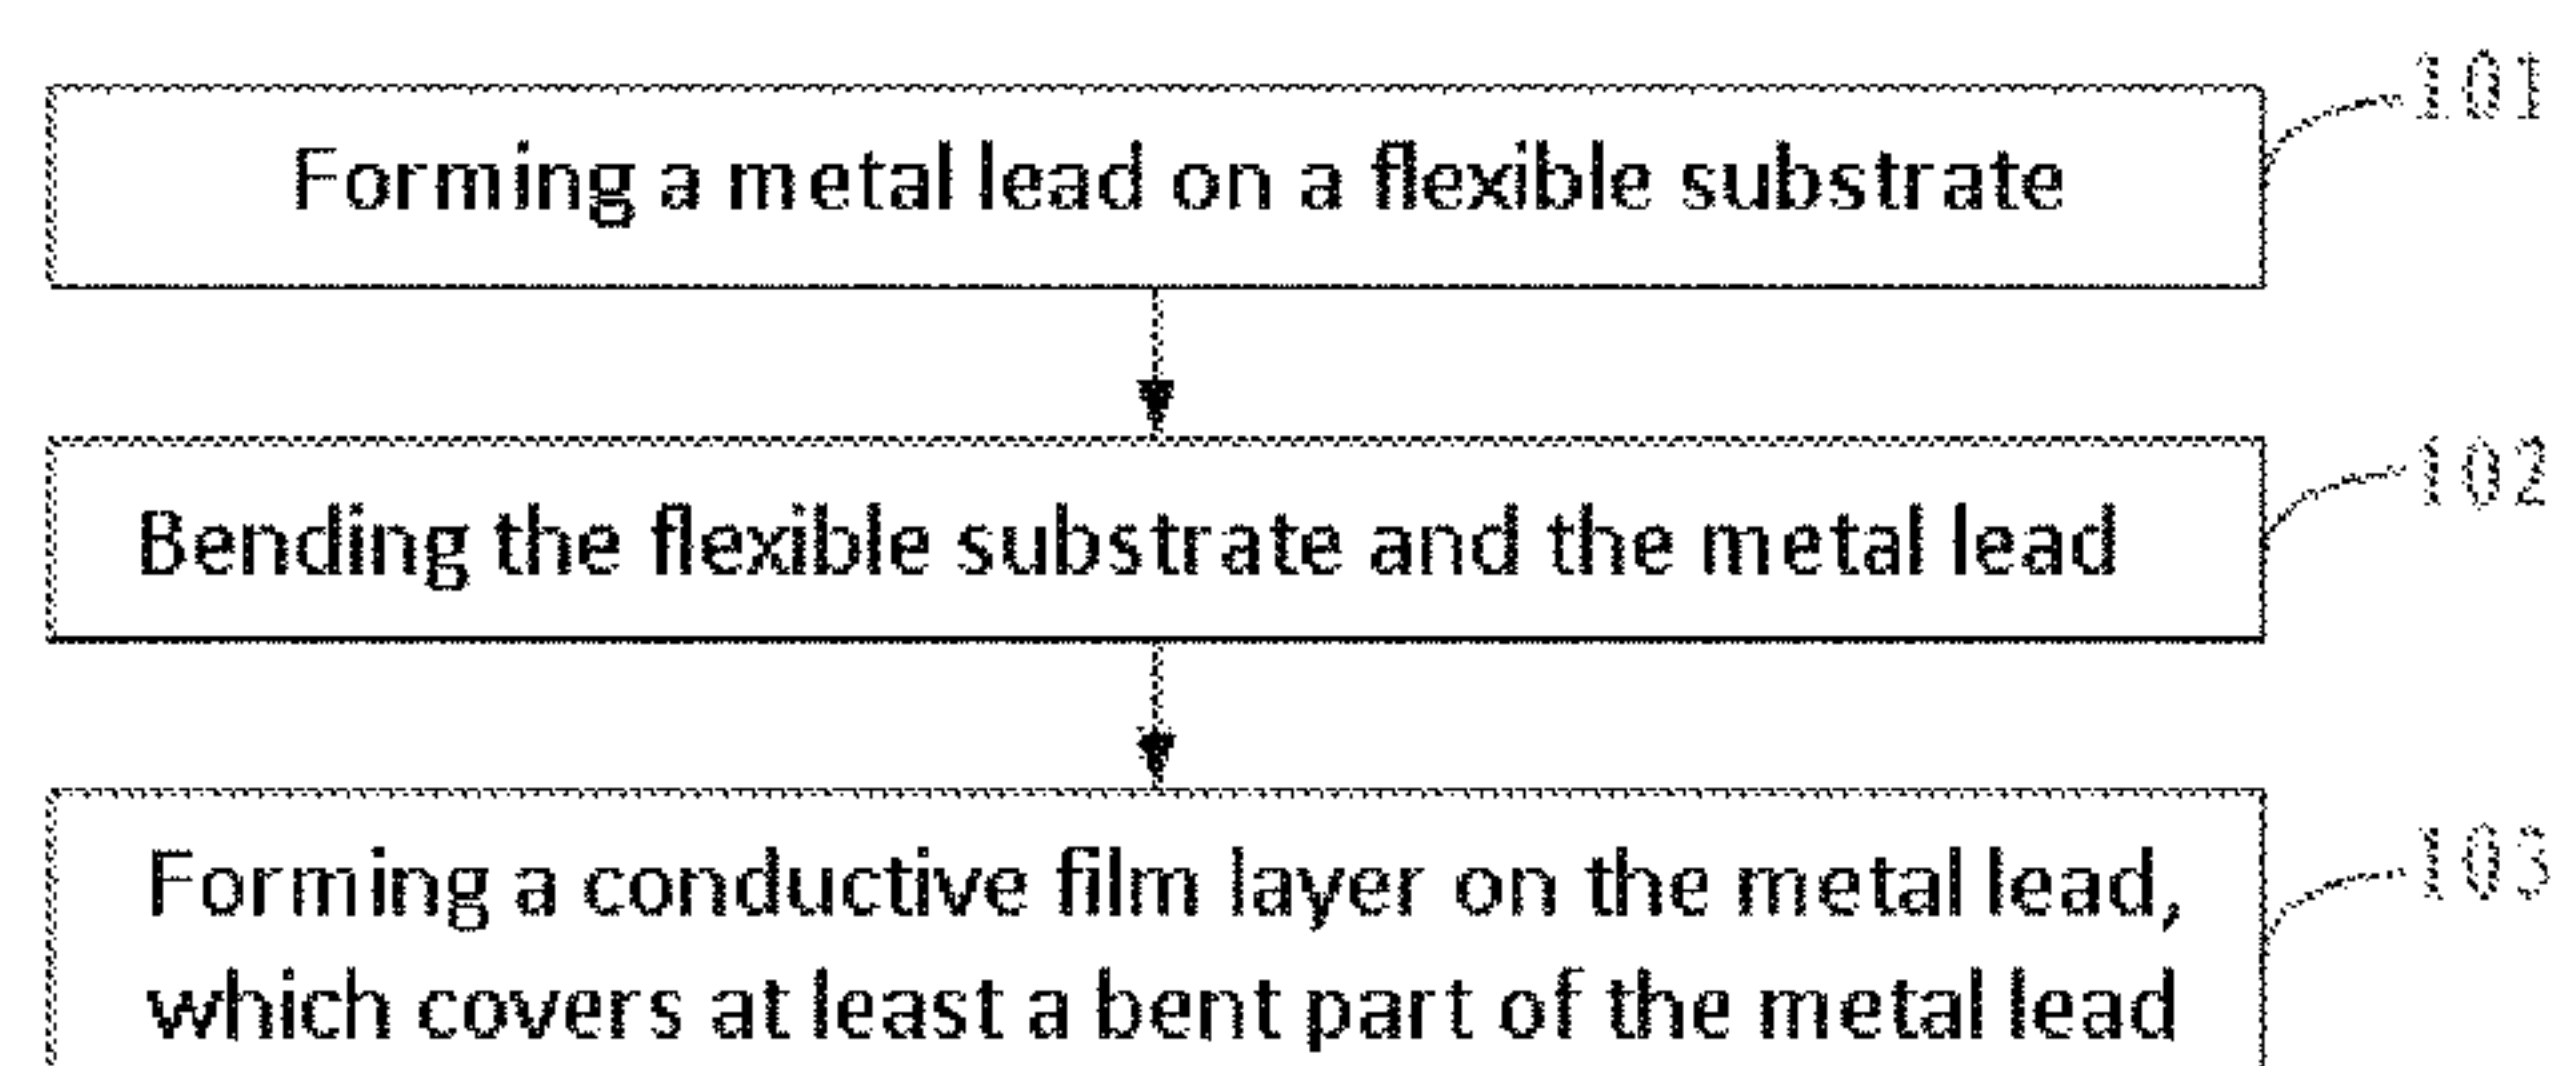 101
Forming a metal lead on a flexible substrate
102
Bending the flexible substrate and the metal lead
103
Forming a conductive film layer on the metal lead,
which covers at least a bent part of the metal lead